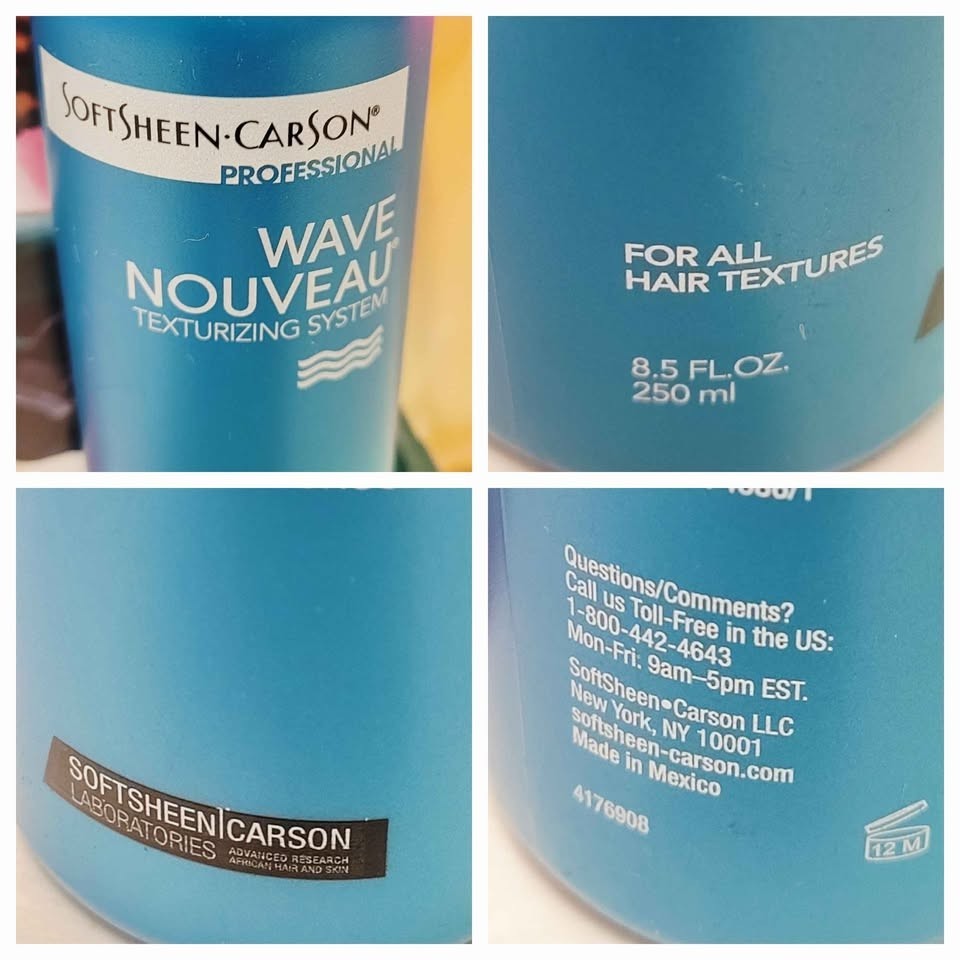 SOFTSHEEN·CARSON®
PROFESSIONAL
WAVE
NOUVEAU®
TEXTURIZING SYSTEM
FOR ALL
HAIR TEXTURES
8.5 FL.OZ.
250 ml
SOFTSHEEN|CARSON
LABORATORIES
ADVANCED RESEARCH
AFRICAN HAIR AND SKIN
Questions/Comments?
Call us Toll-Free in the US:
1-800-442-4643
Mon-Fri: 9am–5pm EST.
SoftSheen•Carson LLC
New York, NY 10001
softsheen-carson.com
Made in Mexico
4176908
12 M